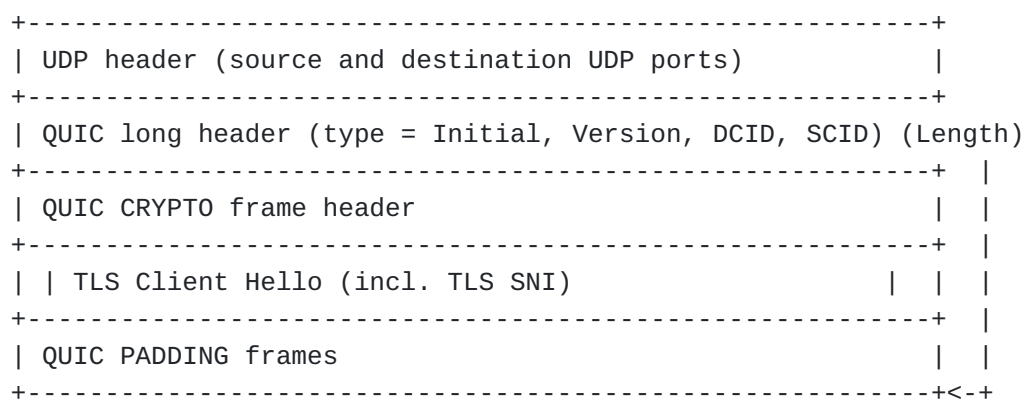 +----------------------------------------------------------+
| UDP header (source and destination UDP ports)            |
+----------------------------------------------------------+
| QUIC long header (type = Initial, Version, DCID, SCID) (Length)
+----------------------------------------------------------+  |
| QUIC CRYPTO frame header                                 |  |
+----------------------------------------------------------+  |
| | TLS Client Hello (incl. TLS SNI)                    |  |  |
+----------------------------------------------------------+  |
| QUIC PADDING frames                                      |  |
+----------------------------------------------------------+<-+